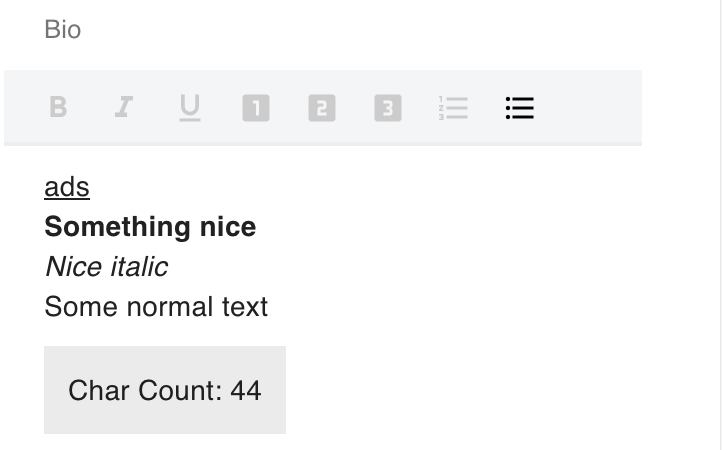 Bio
B I U 1 2 3
ads
Something nice
Nice italic
Some normal text
Char Count: 44